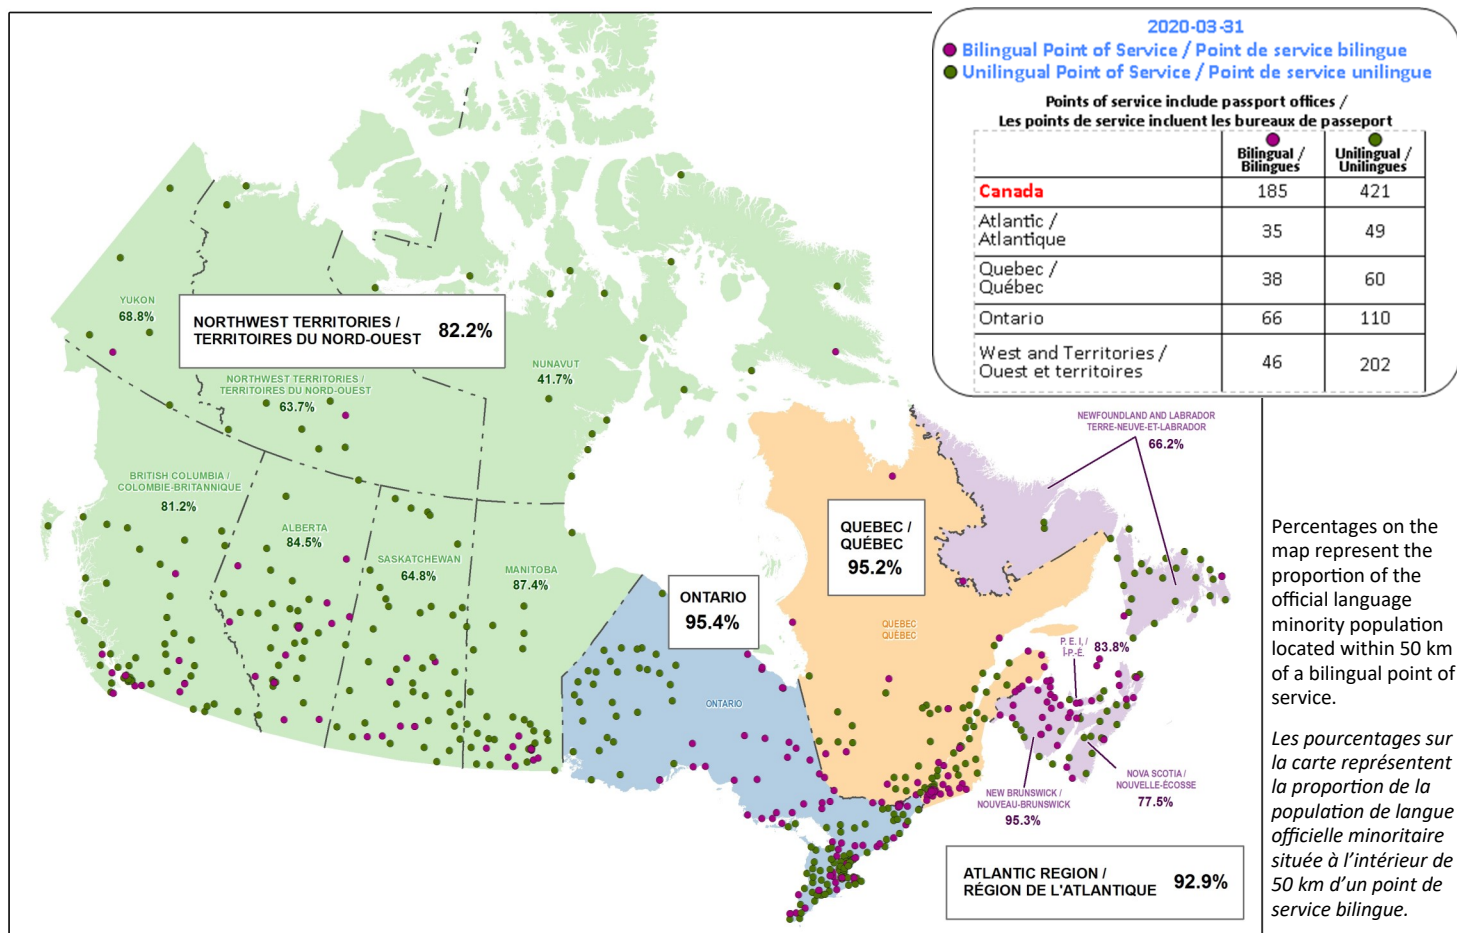 2020-03-31
Bilingual Point of Service / Point de service bilingue
Unilingual Point of Service / Point de service unilingue
Points of service include passport offices /
Les points de service incluent les bureaux de passeport
Bilingual / Unilingual /
Bilingues Unilingues
Canada 185 421
Atlantic /
Atlantique 35 49
Quebec /
Québec 38 60
Ontario 66 110
West and Territories /
Ouest et territoires 46 202
YUKON
68.8%
NORTHWEST TERRITORIES /
TERRITOIRES DU NORD-OUEST 82.2%
NORTHWEST TERRITORIES /
TERRITOIRES DU NORD-OUEST
63.7%
NUNAVUT
41.7%
BRITISH COLUMBIA /
COLOMBIE-BRITANNIQUE
81.2%
ALBERTA
84.5%
SASKATCHEWAN
64.8%
MANITOBA
87.4%
ONTARIO
95.4%
ONTARIO
QUEBEC /
QUÉBEC
95.2%
QUEBEC
QUÉBEC
NEWFOUNDLAND AND LABRADOR
TERRE-NEUVE-ET-LABRADOR
66.2%
P. E. I. /
Î.-P.-É.
83.8%
NOVA SCOTIA /
NOUVELLE-ÉCOSSE
77.5%
NEW BRUNSWICK /
NOUVEAU-BRUNSWICK
95.3%
ATLANTIC REGION /
RÉGION DE L'ATLANTIQUE 92.9%
Percentages on the
map represent the
proportion of the
official language
minority population
located within 50 km
of a bilingual point of
service.
Les pourcentages sur
la carte représentent
la proportion de la
population de langue
officielle minoritaire
située à l'intérieur de
50 km d'un point de
service bilingue.